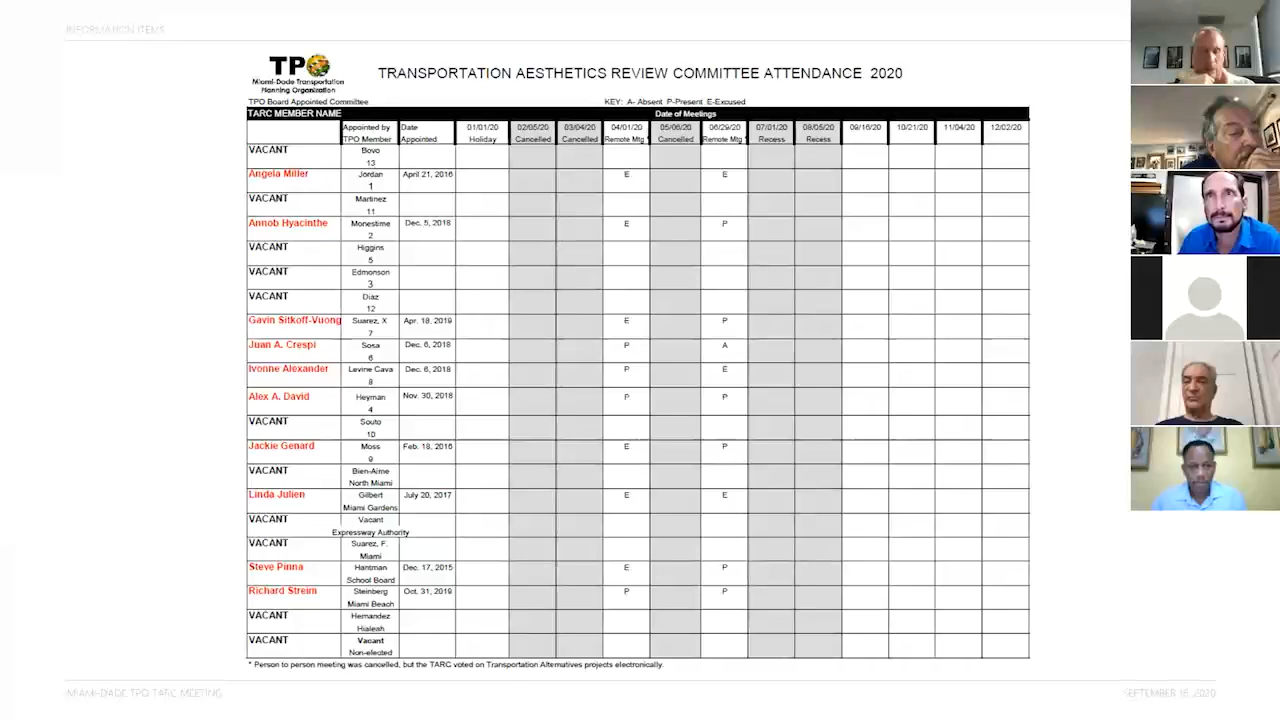 INFORMATION ITEMS
TPO
Miami-Dade Transportation
Planning Organization
TRANSPORTATION AESTHETICS REVIEW COMMITTEE ATTENDANCE 2020
TPO Board Appointed Committee KEY: A- Absent P-Present E-Excused
TARC MEMBER NAME Date of Meetings
Appointed by Date 01/01/20 02/05/20 03/04/20 04/01/20 05/06/20 06/29/20 07/01/20 08/05/20 09/16/20 10/21/20 11/04/20 12/02/20
TPO Member Appointed Holiday Cancelled Cancelled Remote Mtg * Cancelled Remote Mtg Recess Recess
VACANT Bovo
13
Angela Miller Jordan April 21, 2016 E E
1
VACANT Martinez
11
Annob Hyacinthe Monestime Dec. 5, 2018 E P
2
VACANT Higgins
5
VACANT Edmonson
3
VACANT Diaz
12
Gavin Sitkoff-Vuong Suarez, X Apr. 18, 2019 E P
7
Juan A. Crespi Sosa Dec. 6, 2018 P A
6
Ivonne Alexander Levine Cava Dec. 6, 2018 P E
8
Alex A. David Heyman Nov. 30, 2018 P P
4
VACANT Souto
10
Jackie Genard Moss Feb. 18, 2016 E P
9
VACANT Bien-Aime
North Miami
Linda Julien Gilbert July 20, 2017 E E
Miami Gardens
VACANT Vacant
Expressway Authority
VACANT Suarez, F.
Miami
Steve Pinna Hantman Dec. 17, 2015 E P
School Board
Richard Streim Steinberg Oct. 31, 2019 P P
Miami Beach
VACANT Hernandez
Hialeah
VACANT Vacant
Non-elected
* Person to person meeting was cancelled, but the TARC voted on Transportation Alternatives projects electronically.
MIAMI-DADE TPO TARC MEETING SEPTEMBER 16, 2020